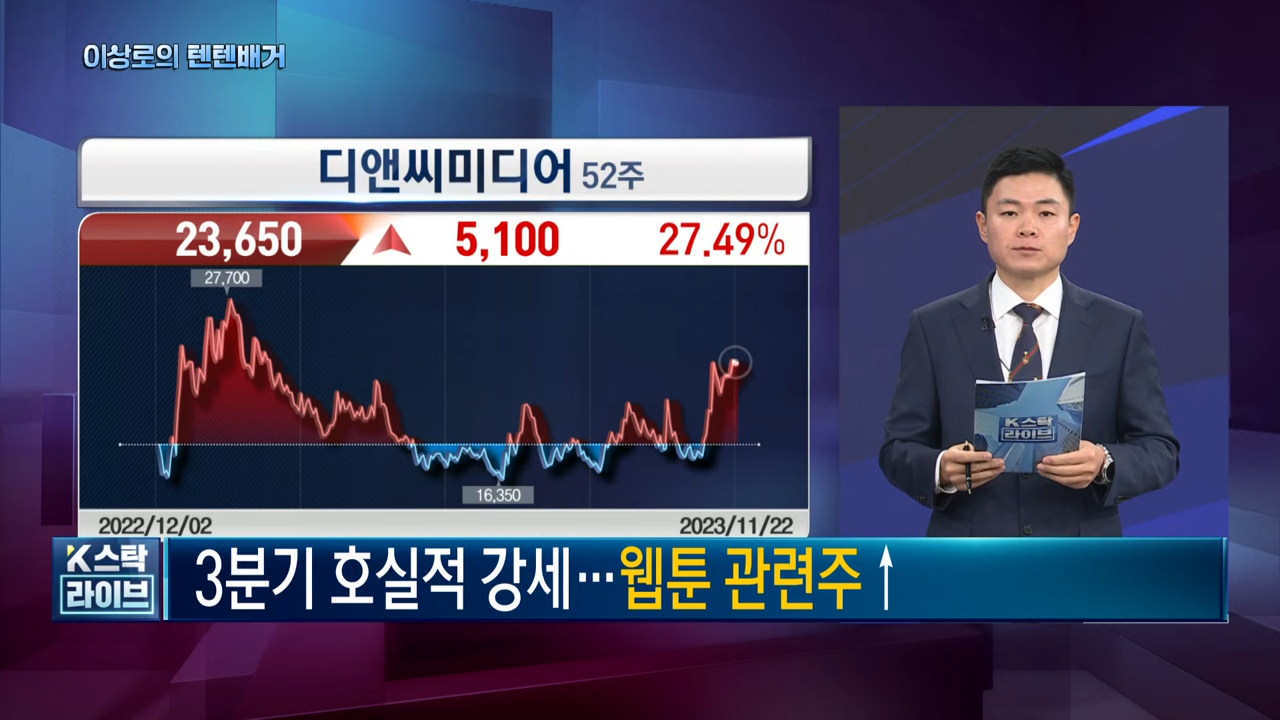 이상로의 텐텐배거
디앤씨미디어 52주
23,650 ▲ 5,100 27.49%
27,700
16,350
2022/12/02 2023/11/22
K스탁
라이브
K스탁
라이브
3분기 호실적 강세…웹툰 관련주↑